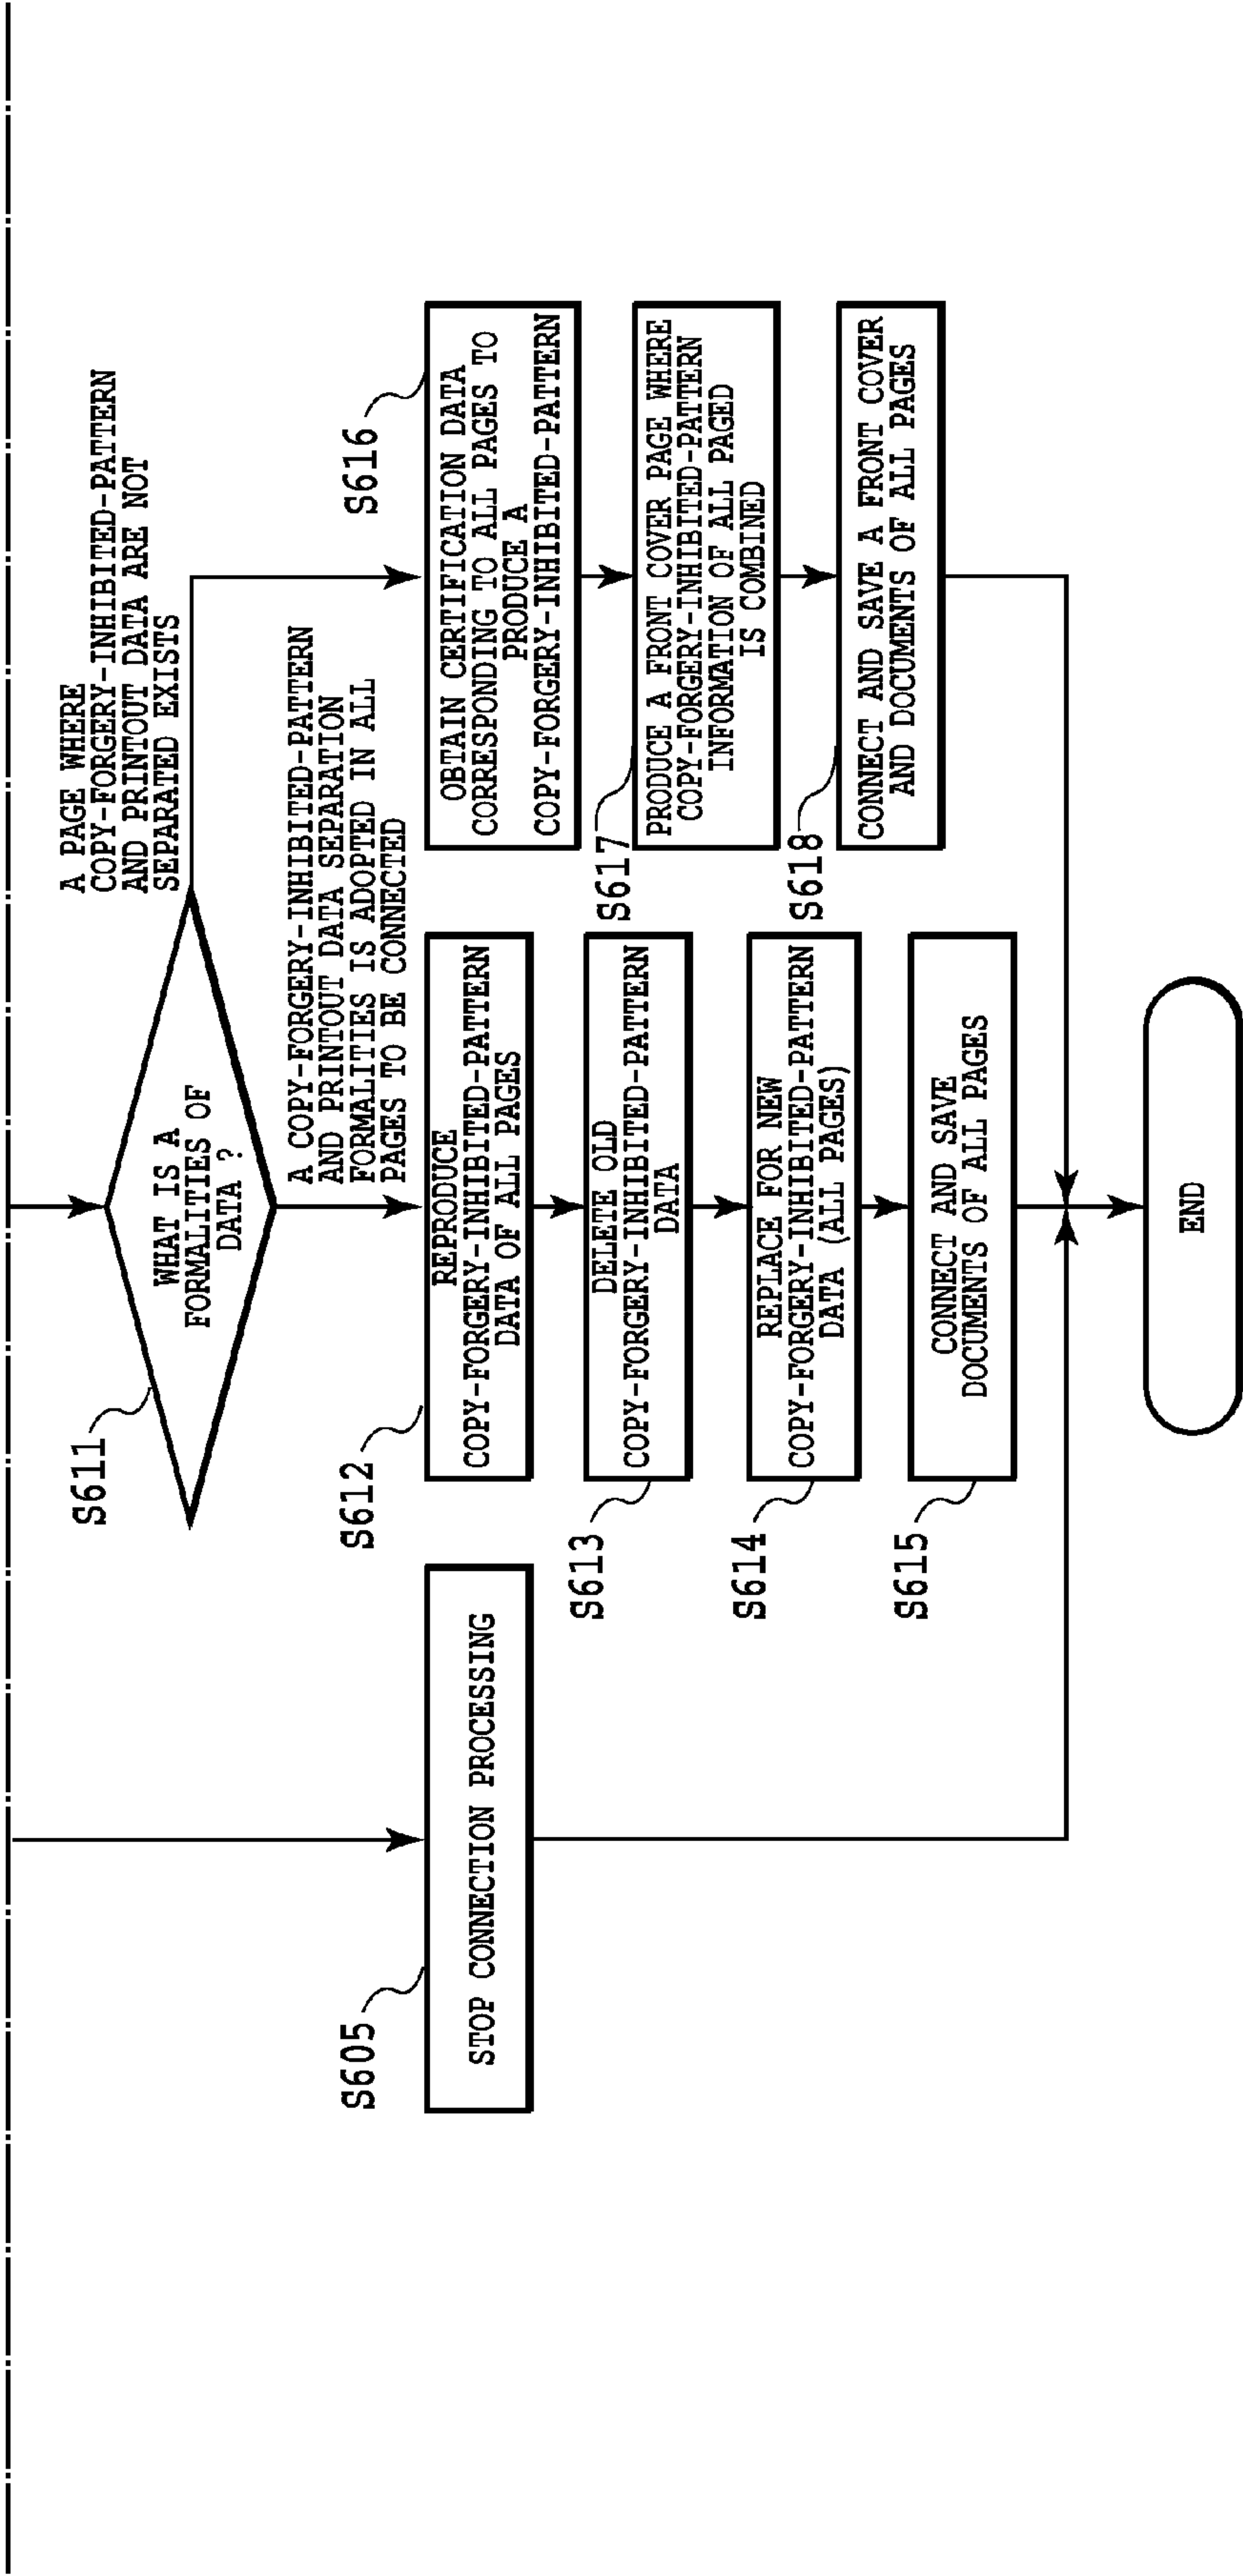 S611
WHAT IS A
FORMALITIES OF
DATA ?
A PAGE WHERE
COPY-FORGERY-INHIBITED-PATTERN
AND PRINTOUT DATA ARE NOT
SEPARATED EXISTS
A COPY-FORGERY-INHIBITED-PATTERN
AND PRINTOUT DATA SEPARATION
FORMALITIES IS ADOPTED IN ALL
PAGES TO BE CONNECTED
S605
STOP CONNECTION PROCESSING
S612
REPRODUCE
COPY-FORGERY-INHIBITED-PATTERN
DATA OF ALL PAGES
S613
DELETE OLD
COPY-FORGERY-INHIBITED-PATTERN
DATA
S614
REPLACE FOR NEW
COPY-FORGERY-INHIBITED-PATTERN
DATA (ALL PAGES)
S615
CONNECT AND SAVE
DOCUMENTS OF ALL PAGES
S616
OBTAIN CERTIFICATION DATA
CORRESPONDING TO ALL PAGES TO
PRODUCE A
COPY-FORGERY-INHIBITED-PATTERN
S617
PRODUCE A FRONT COVER PAGE WHERE
COPY-FORGERY-INHIBITED-PATTERN
INFORMATION OF ALL PAGED
IS COMBINED
S618
CONNECT AND SAVE A FRONT COVER
AND DOCUMENTS OF ALL PAGES
END